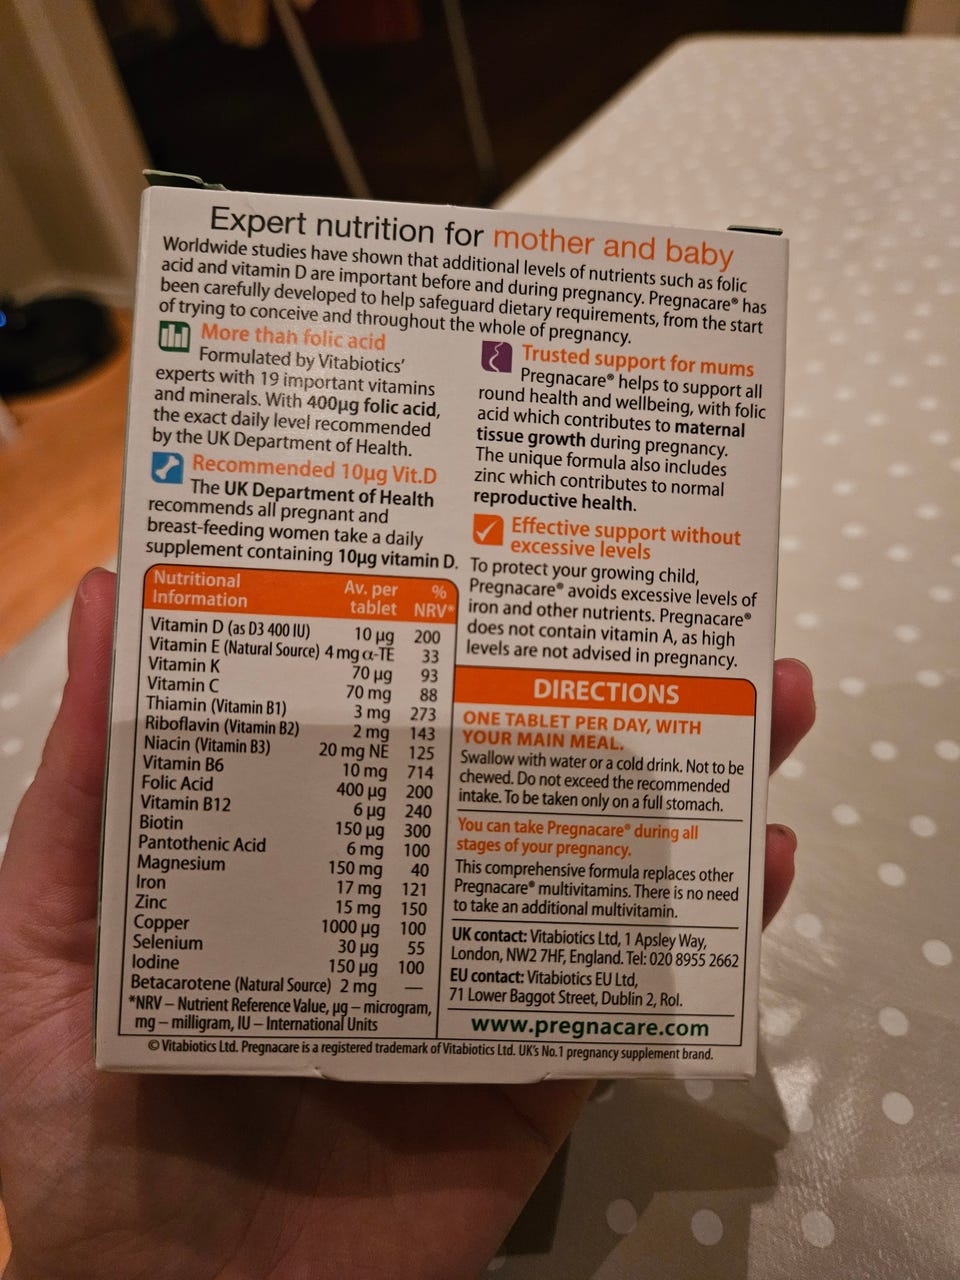 Expert nutrition for mother and baby
Worldwide studies have shown that additional levels of nutrients such as folic
acid and vitamin D are important before and during pregnancy. Pregnacare® has
been carefully developed to help safeguard dietary requirements, from the start
of trying to conceive and throughout the whole of pregnancy.
More than folic acid
Formulated by Vitabiotics'
experts with 19 important vitamins
and minerals. With 400µg folic acid,
the exact daily level recommended
by the UK Department of Health.
Recommended 10µg Vit.D
The UK Department of Health
recommends all pregnant and
breast-feeding women take a daily
supplement containing 10µg vitamin D.
Trusted support for mums
Pregnacare® helps to support all
round health and wellbeing, with folic
acid which contributes to maternal
tissue growth during pregnancy.
The unique formula also includes
zinc which contributes to normal
reproductive health.
Effective support without
excessive levels
To protect your growing child,
Pregnacare® avoids excessive levels of
iron and other nutrients. Pregnacare®
does not contain vitamin A, as high
levels are not advised in pregnancy.
Nutritional Information Av. per tablet % NRV*
Vitamin D (as D3 400 IU) 10 µg 200
Vitamin E (Natural Source) 4 mg α-TE 33
Vitamin K 70 µg 93
Vitamin C 70 mg 88
Thiamin (Vitamin B1) 3 mg 273
Riboflavin (Vitamin B2) 2 mg 143
Niacin (Vitamin B3) 20 mg NE 125
Vitamin B6 10 mg 714
Folic Acid 400 µg 200
Vitamin B12 6 µg 240
Biotin 150 µg 300
Pantothenic Acid 6 mg 100
Magnesium 150 mg 40
Iron 17 mg 121
Zinc 15 mg 150
Copper 1000 µg 100
Selenium 30 µg 55
Iodine 150 µg 100
Betacarotene (Natural Source) 2 mg —
*NRV – Nutrient Reference Value, µg – microgram,
mg – milligram, IU – International Units
DIRECTIONS
ONE TABLET PER DAY, WITH
YOUR MAIN MEAL.
Swallow with water or a cold drink. Not to be
chewed. Do not exceed the recommended
intake. To be taken only on a full stomach.
You can take Pregnacare® during all
stages of your pregnancy.
This comprehensive formula replaces other
Pregnacare® multivitamins. There is no need
to take an additional multivitamin.
UK contact: Vitabiotics Ltd, 1 Apsley Way,
London, NW2 7HF, England. Tel: 020 8955 2662
EU contact: Vitabiotics EU Ltd,
71 Lower Baggot Street, Dublin 2, RoI.
www.pregnacare.com
© Vitabiotics Ltd. Pregnacare is a registered trademark of Vitabiotics Ltd. UK's No.1 pregnancy supplement brand.